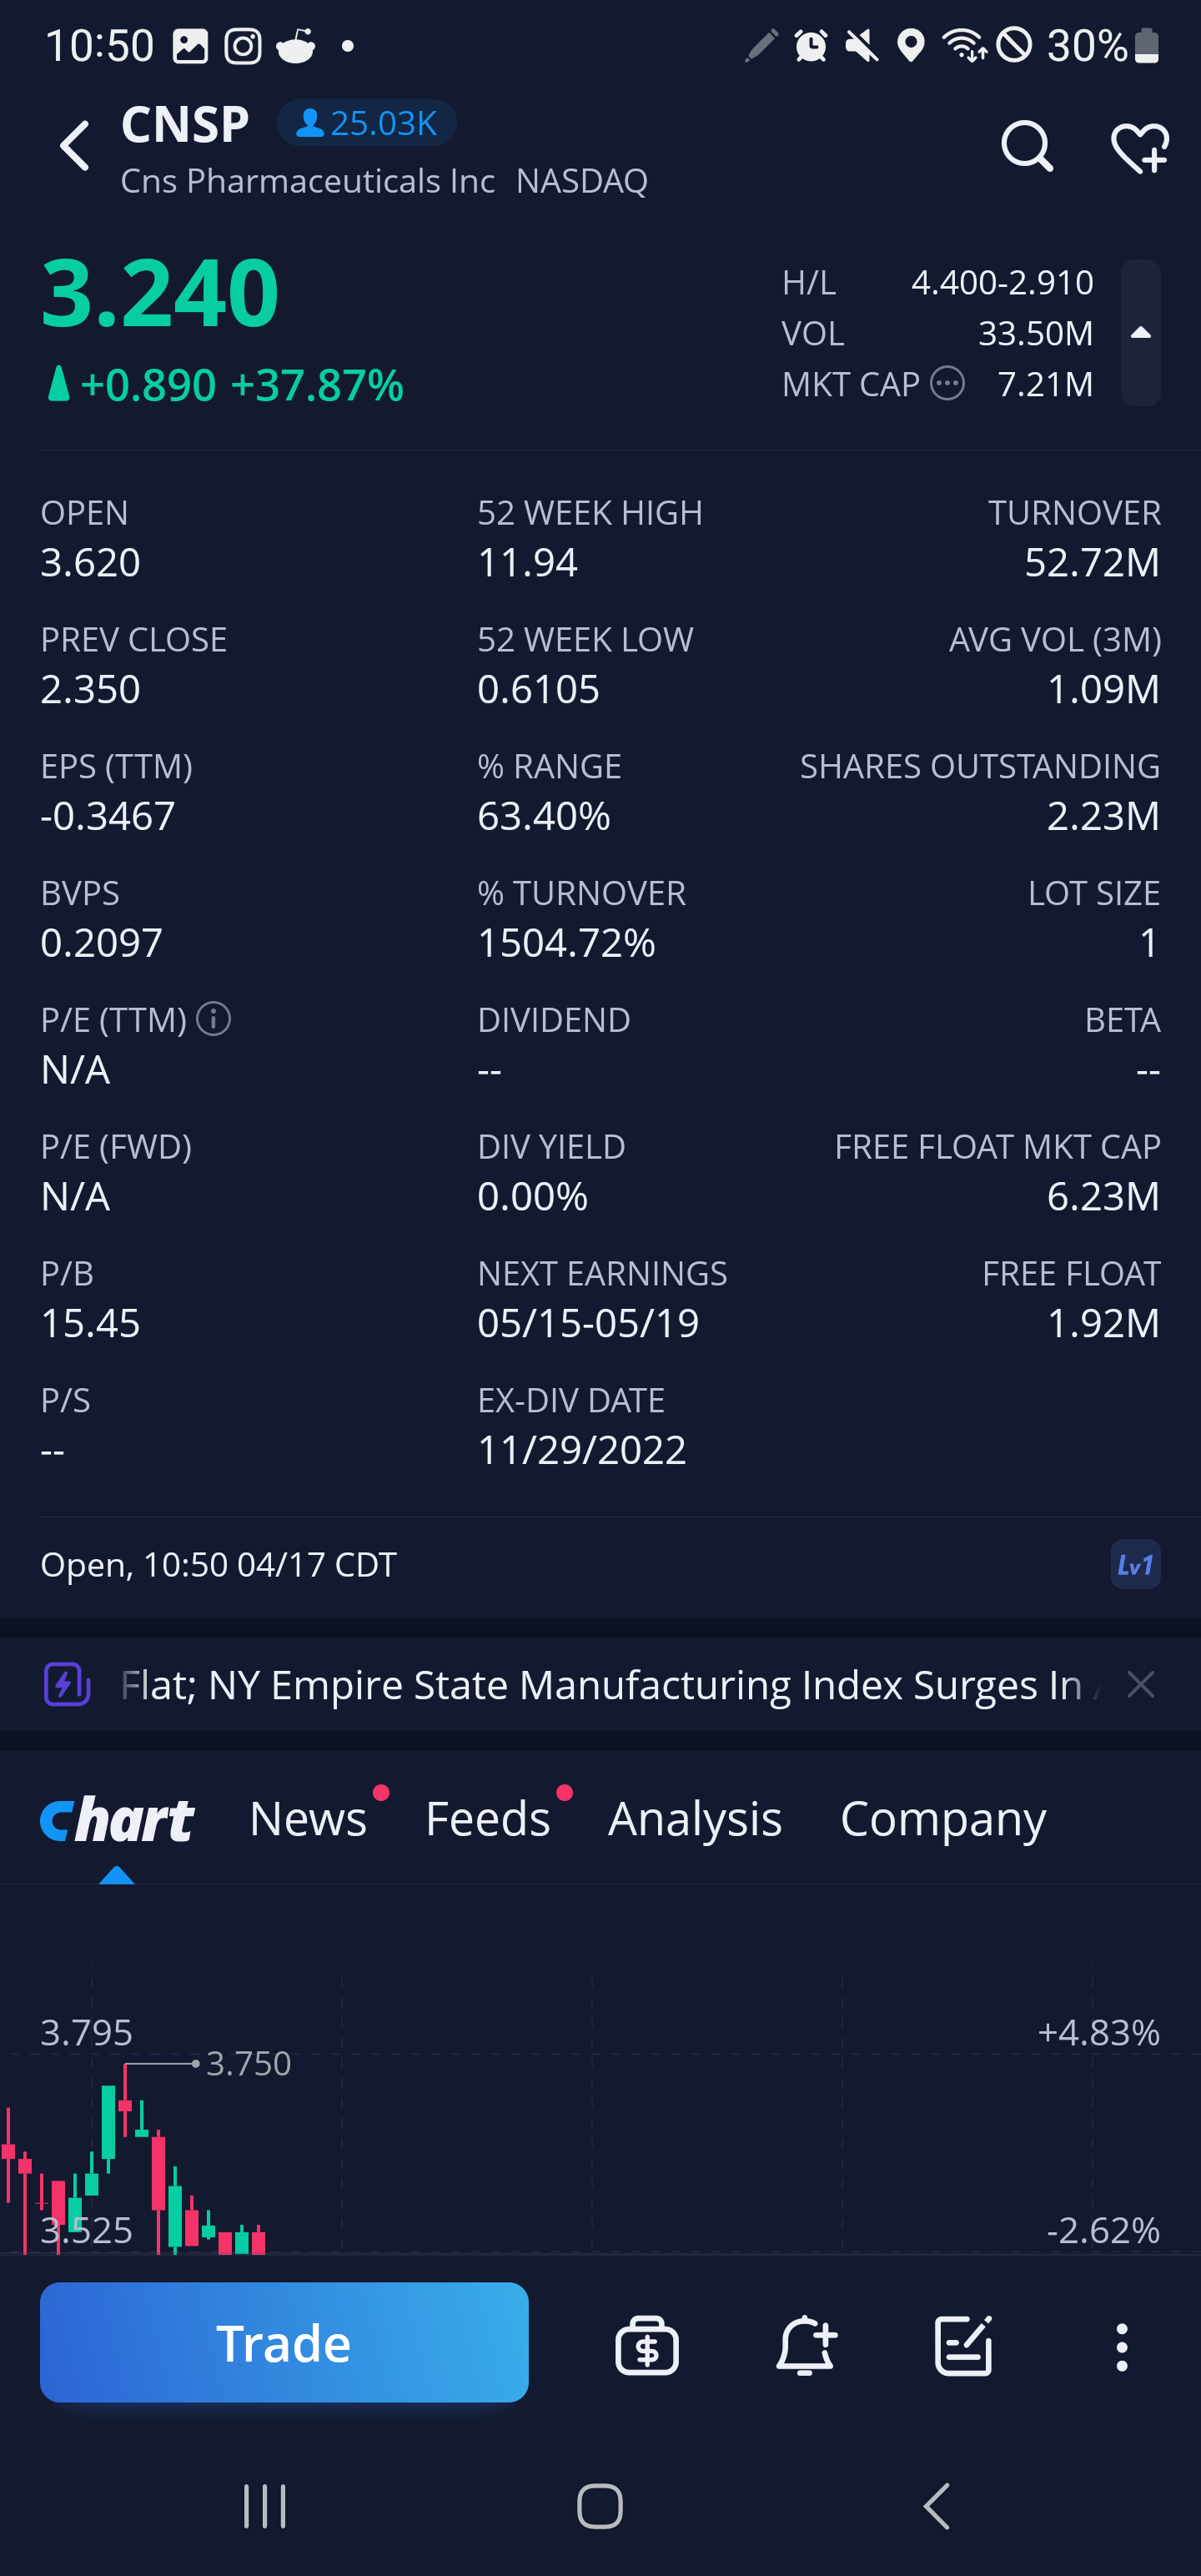 10:50 30%
CNSP 25.03K
Cns Pharmaceuticals Inc NASDAQ
3.240
+0.890 +37.87%
H/L 4.400-2.910
VOL 33.50M
MKT CAP 7.21M
OPEN 52 WEEK HIGH TURNOVER
3.620 11.94 52.72M
PREV CLOSE 52 WEEK LOW AVG VOL (3M)
2.350 0.6105 1.09M
EPS (TTM) % RANGE SHARES OUTSTANDING
-0.3467 63.40% 2.23M
BVPS % TURNOVER LOT SIZE
0.2097 1504.72% 1
P/E (TTM) DIVIDEND BETA
N/A -- --
P/E (FWD) DIV YIELD FREE FLOAT MKT CAP
N/A 0.00% 6.23M
P/B NEXT EARNINGS FREE FLOAT
15.45 05/15-05/19 1.92M
P/S EX-DIV DATE
-- 11/29/2022
Open, 10:50 04/17 CDT Lv1
Flat; NY Empire State Manufacturing Index Surges In
Chart News Feeds Analysis Company
3.795 +4.83%
3.750
3.525 -2.62%
Trade